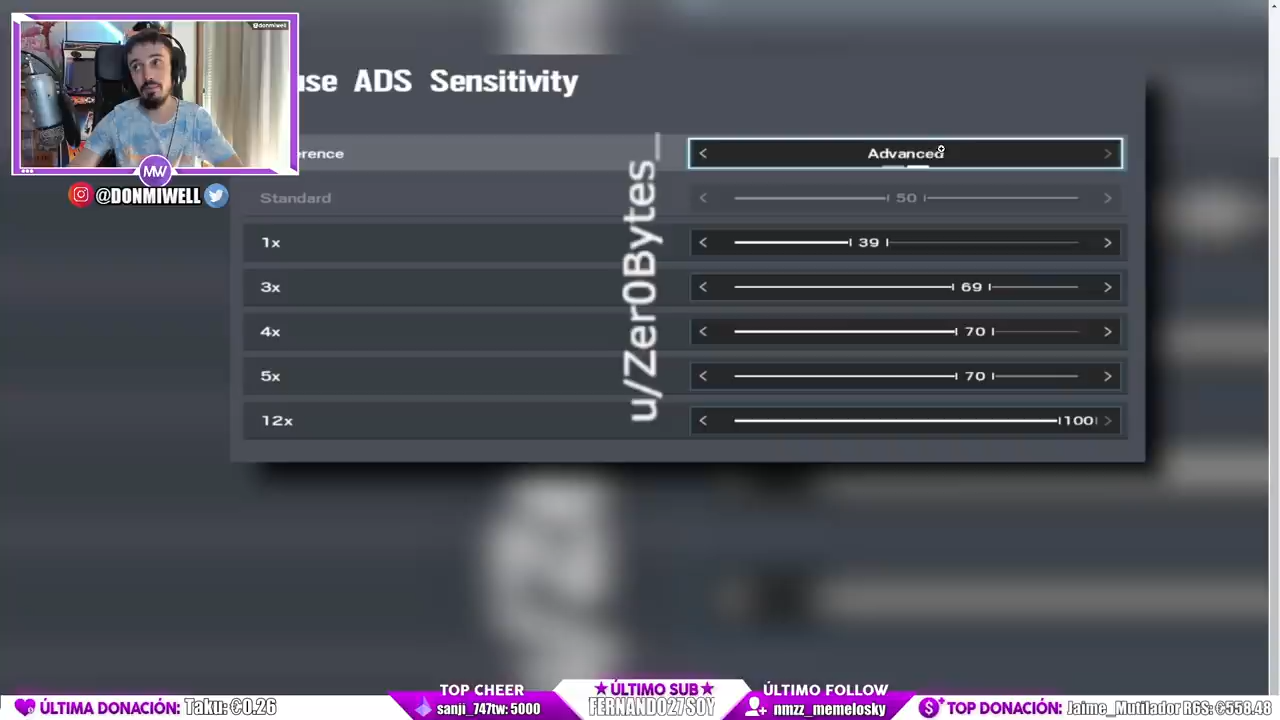 @donmiwell
use ADS Sensitivity
erence
< Advanced >
Standard
< 50 >
1x
< 39 >
3x
< 69 >
4x
< 70 >
5x
< 70 >
12x
< 100 >
u/Zer0Bytes_
MW
@DONMIWELL
TOP CHEER
sanji_747tw: 5000
★ÚLTIMO SUB★
FERNANDO27SOY
ÚLTIMO FOLLOW
nmzz_memelosky
ÚLTIMA DONACIÓN: Taku: €0.26
TOP DONACIÓN: Jaime_Mutilador R6S: €558.48